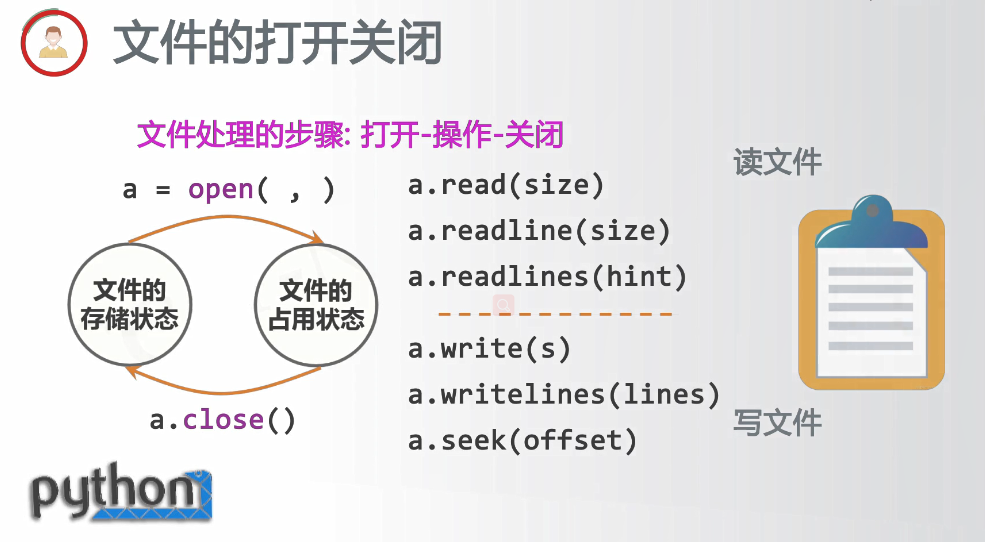 文件的打开关闭
文件处理的步骤: 打开-操作-关闭
a = open( , )
文件的
存储状态
文件的
占用状态
a.close()
a.read(size)
a.readline(size)
a.readlines(hint)
a.write(s)
a.writelines(lines)
a.seek(offset)
读文件
写文件
python